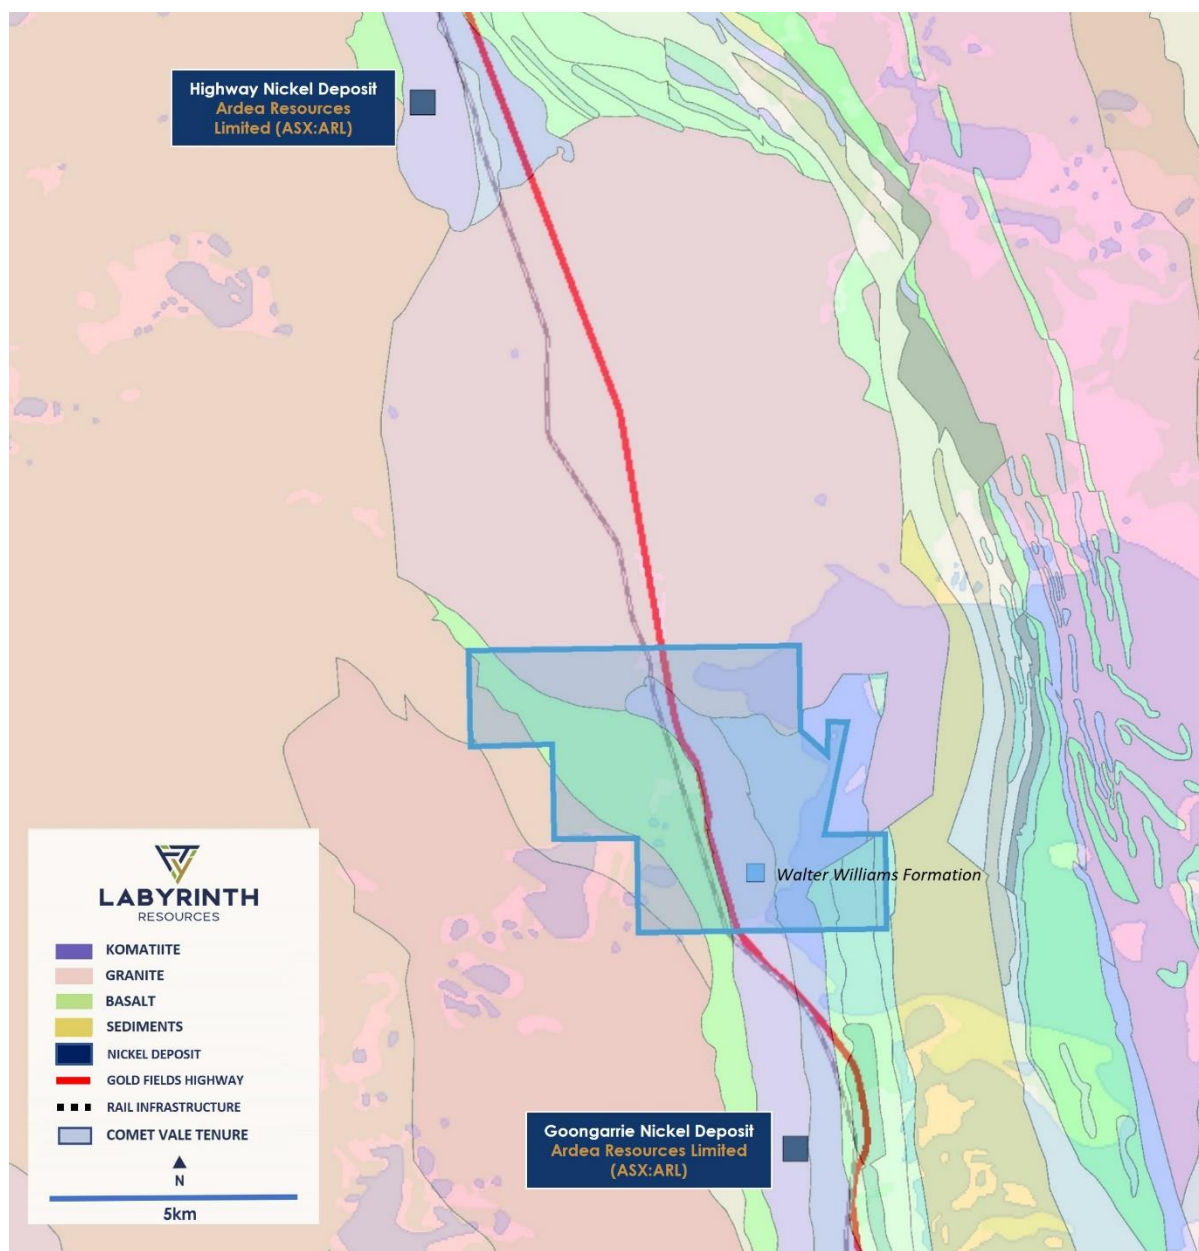 Highway Nickel Deposit
Ardea Resources
Limited (ASX:ARL)
Walter Williams Formation
LABYRINTH
RESOURCES
KOMATIITE
GRANITE
BASALT
SEDIMENTS
NICKEL DEPOSIT
GOLD FIELDS HIGHWAY
RAIL INFRASTRUCTURE
COMET VALE TENURE
N
5km
Goongarrie Nickel Deposit
Ardea Resources Limited
(ASX:ARL)